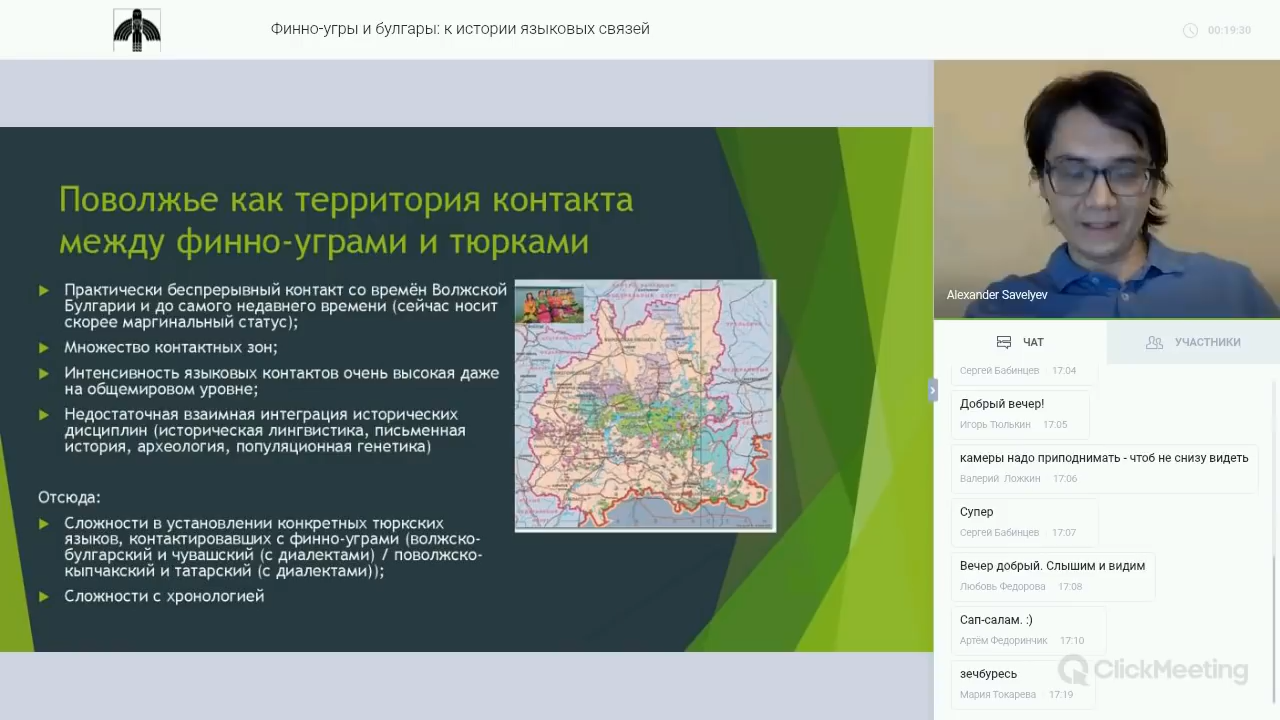 Финно-угры и булгары: к истории языковых связей
00:19:30
Поволжье как территория контакта
между финно-уграми и тюрками
Практически беспрерывный контакт со времён Волжской
Булгарии и до самого недавнего времени (сейчас носит
скорее маргинальный статус);
Множество контактных зон;
Интенсивность языковых контактов очень высокая даже
на общемировом уровне;
Недостаточная взаимная интеграция исторических
дисциплин (историческая лингвистика, письменная
история, археология, популяционная генетика)
Отсюда:
Сложности в установлении конкретных тюркских
языков, контактировавших с финно-уграми (волжско-
булгарский и чувашский (с диалектами) / поволжско-
кыпчакский и татарский (с диалектами));
Сложности с хронологией
Alexander Savelyev
ЧАТ
УЧАСТНИКИ
Сергей Бабинцев 17:04
Добрый вечер!
Игорь Тюлькин 17:05
камеры надо приподнимать - чтоб не снизу видеть
Валерий Ложкин 17:06
Супер
Сергей Бабинцев 17:07
Вечер добрый. Слышим и видим
Любовь Федорова 17:08
Сап-салам. :)
Артём Федоринчик 17:10
зечбуресь
Мария Токарева 17:19
ClickMeeting